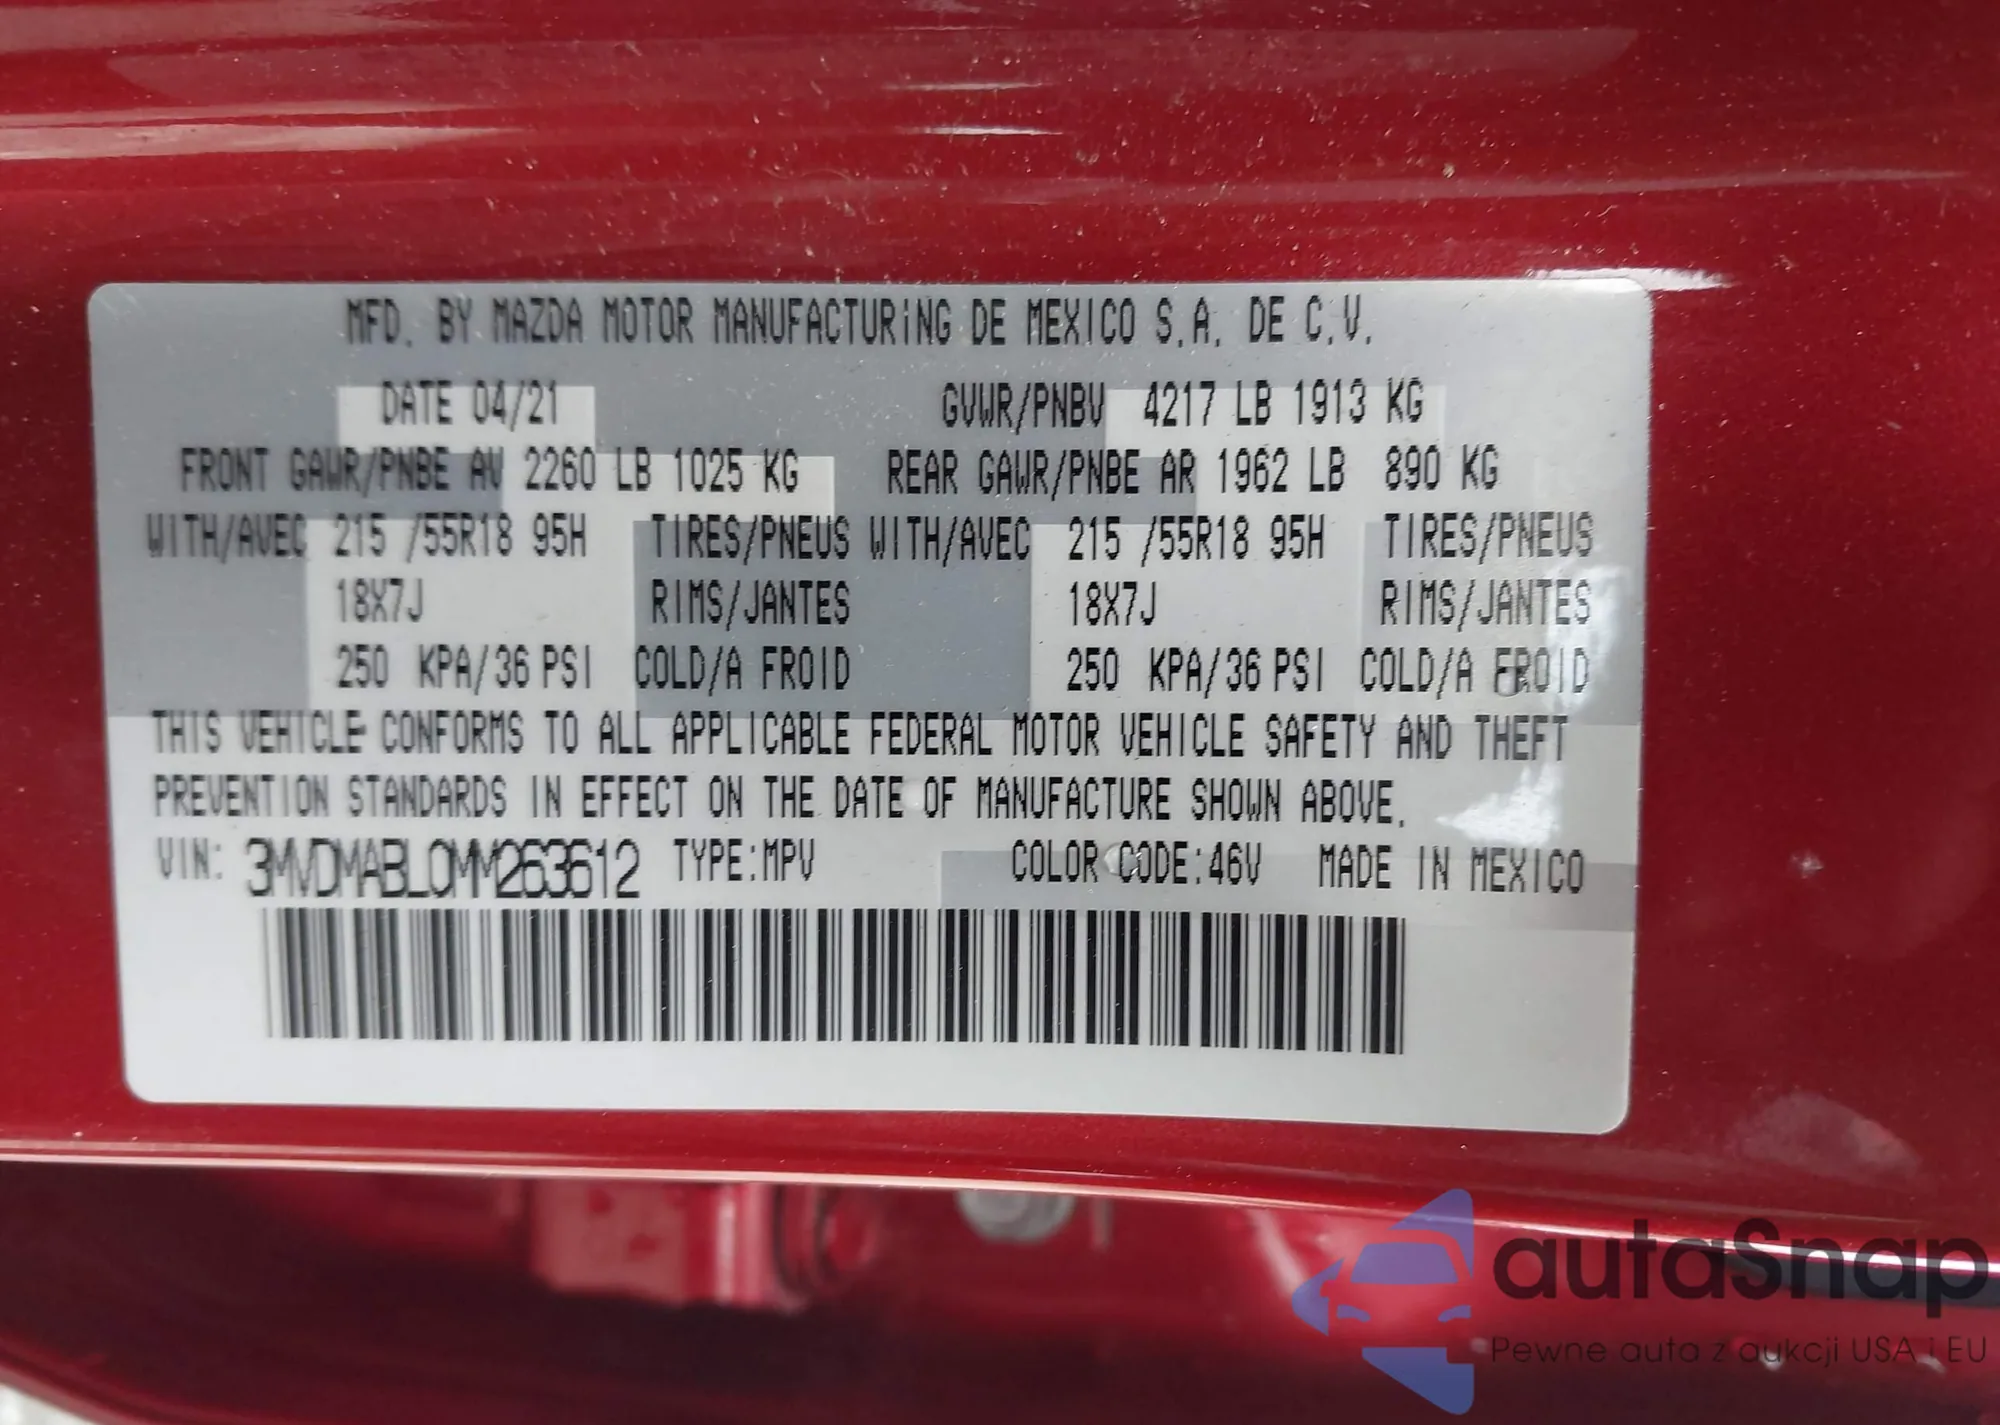 MFD. BY MAZDA MOTOR MANUFACTURING DE MEXICO S.A. DE C.V.
DATE 04/21 GVWR/PNBV 4217 LB 1913 KG
FRONT GAWR/PNBE AV 2260 LB 1025 KG REAR GAWR/PNBE AR 1962 LB 890 KG
WITH/AVEC 215 /55R18 95H TIRES/PNEUS WITH/AVEC 215 /55R18 95H TIRES/PNEUS
18X7J RIMS/JANTES 18X7J RIMS/JANTES
250 KPA/36 PSI COLD/A FROID 250 KPA/36 PSI COLD/A FROID
THIS VEHICLE CONFORMS TO ALL APPLICABLE FEDERAL MOTOR VEHICLE SAFETY AND THEFT
PREVENTION STANDARDS IN EFFECT ON THE DATE OF MANUFACTURE SHOWN ABOVE.
VIN: 3MVDMABL0MM263612 TYPE:MPV COLOR CODE:46V MADE IN MEXICO
autaSnap
Pewne auta z aukcji USA i EU